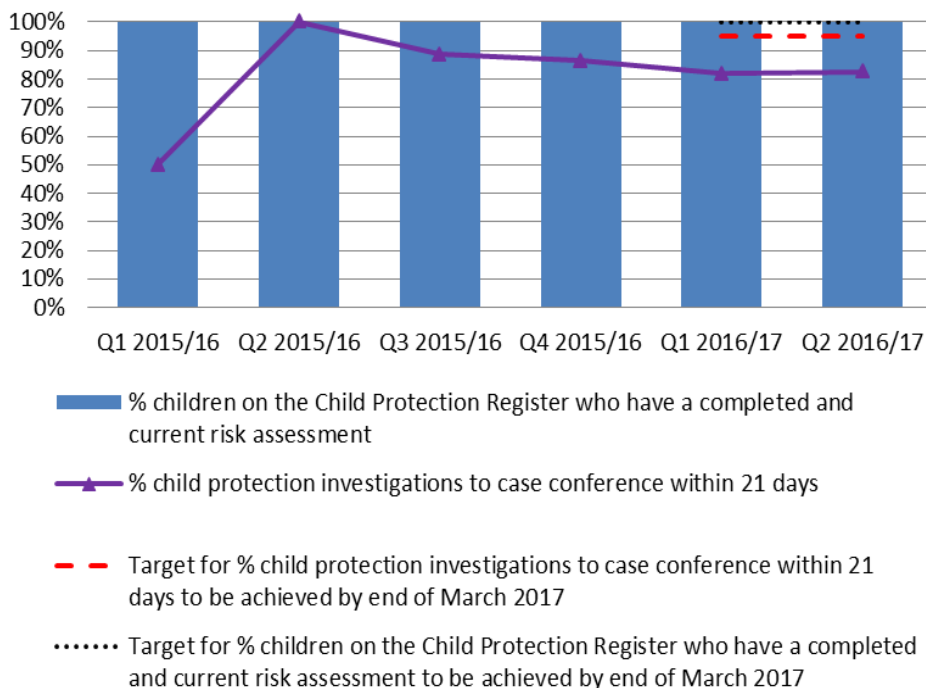 100%
90%
80%
70%
60%
50%
40%
30%
20%
10%
0%
Q1 2015/16 Q2 2015/16 Q3 2015/16 Q4 2015/16 Q1 2016/17 Q2 2016/17
% children on the Child Protection Register who have a completed and
current risk assessment
% child protection investigations to case conference within 21 days
Target for % child protection investigations to case conference within 21
days to be achieved by end of March 2017
Target for % children on the Child Protection Register who have a completed
and current risk assessment to be achieved by end of March 2017